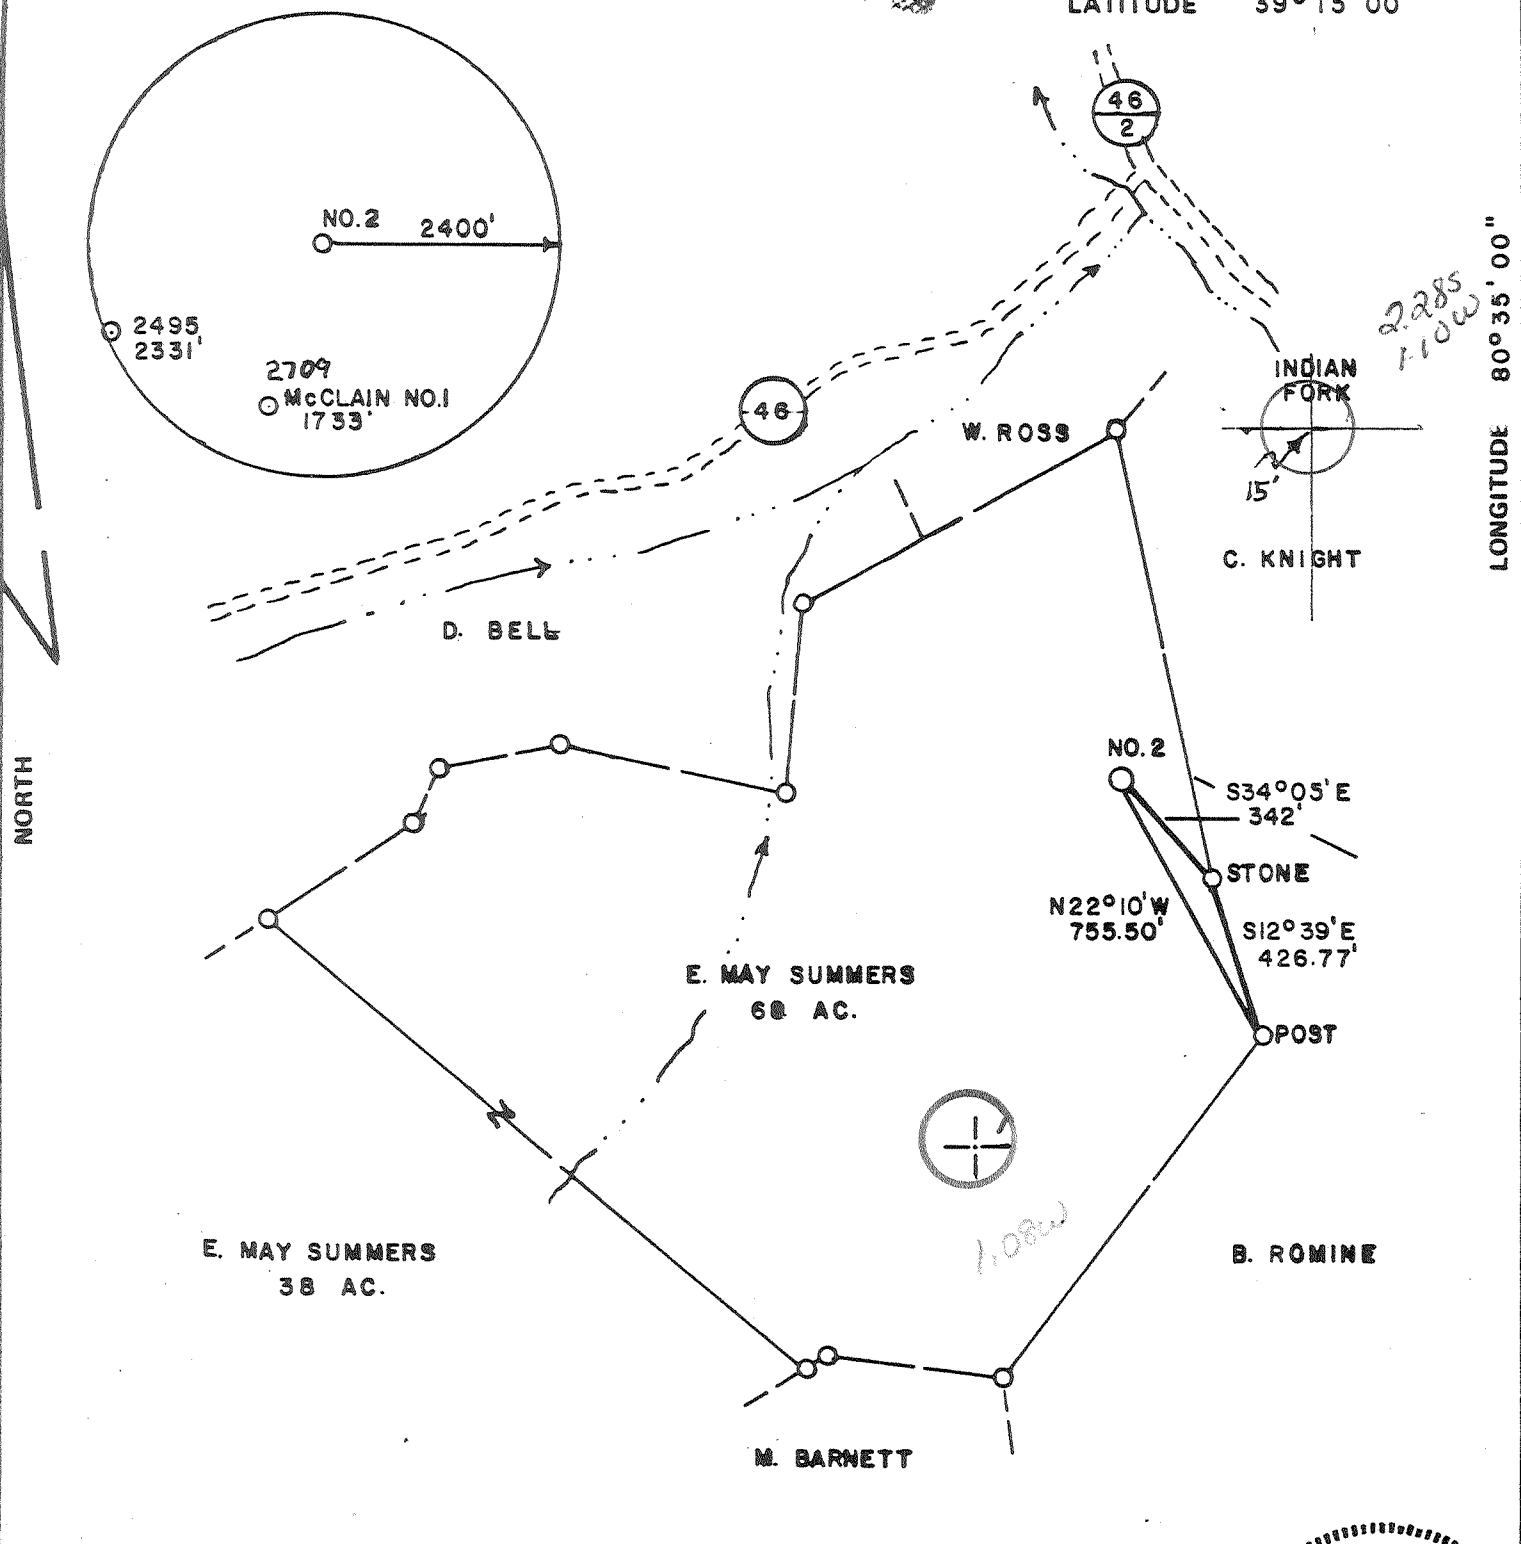 LATITUDE 39° 15' 00"
46
2
NO. 2
2400'
2495
2331'
2709
McCLAIN NO. 1
1733'
LONGITUDE 80° 35' 00"
2.28S
1.10W
INDIAN
FORK
46
W. ROSS
15'
C. KNIGHT
D. BELL
NORTH
NO. 2
S34°05'E
342'
STONE
N22°10'W
755.50'
S12°39'E
426.77'
E. MAY SUMMERS
AC.
POST
1.08W
E. MAY SUMMERS
38 AC.
B. ROMINE
M. BARNETT